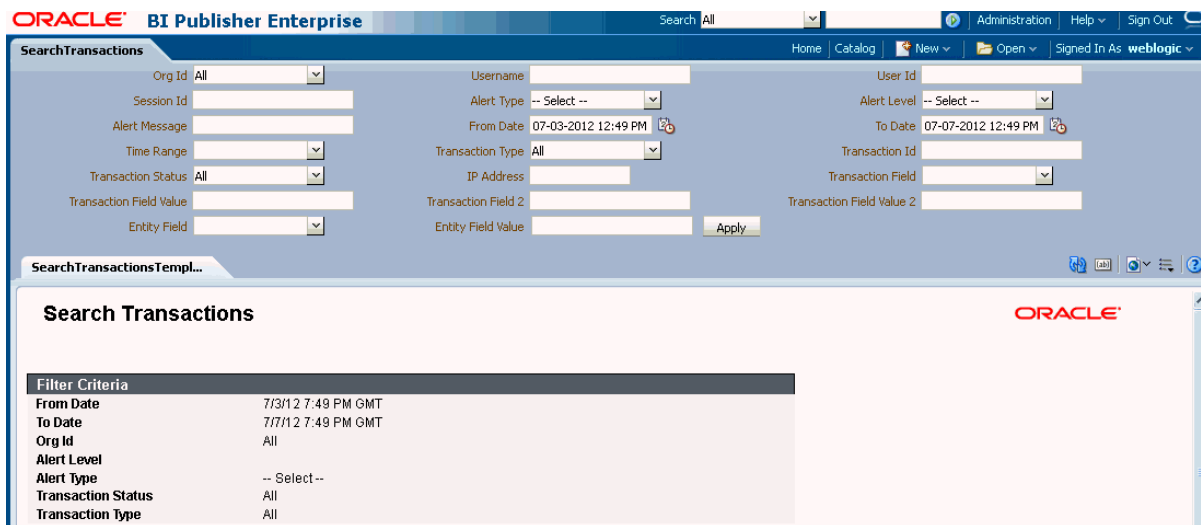 ORACLE® BI Publisher Enterprise Search All Administration Help Sign Out
SearchTransactions Home Catalog New Open Signed In As weblogic
Org Id All Username User Id
Session Id Alert Type -- Select -- Alert Level -- Select --
Alert Message From Date 07-03-2012 12:49 PM To Date 07-07-2012 12:49 PM
Time Range Transaction Type All Transaction Id
Transaction Status All IP Address Transaction Field
Transaction Field Value Transaction Field 2 Transaction Field Value 2
Entity Field Entity Field Value Apply
SearchTransactionsTempl...
Search Transactions ORACLE®
Filter Criteria
From Date 7/3/12 7:49 PM GMT
To Date 7/7/12 7:49 PM GMT
Org Id All
Alert Level
Alert Type -- Select --
Transaction Status All
Transaction Type All